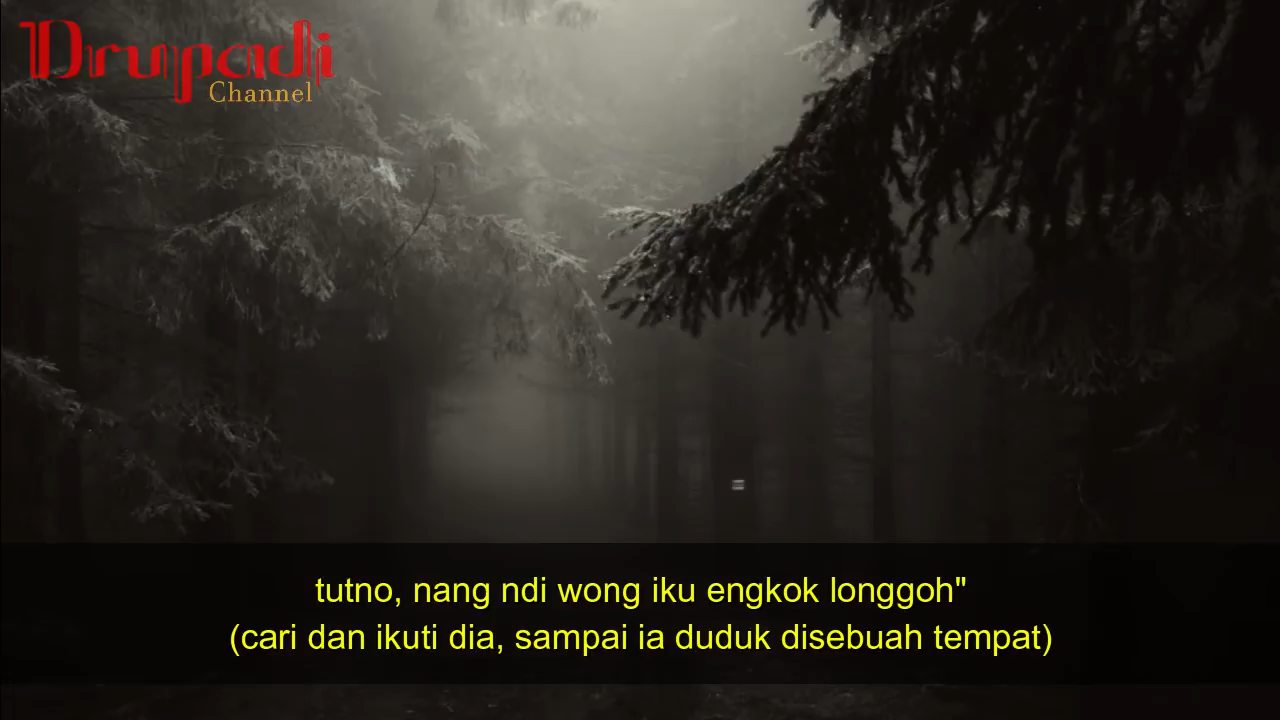 Drupadi
Channel
tutno, nang ndi wong iku engkok longgoh"
(cari dan ikuti dia, sampai ia duduk disebuah tempat)